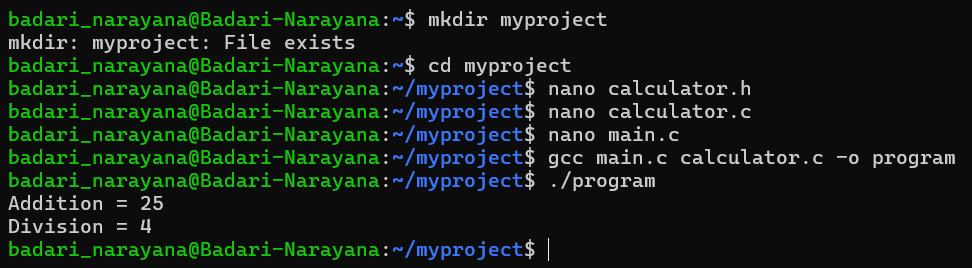 badari_narayana@Badari-Narayana:~$ mkdir myproject
mkdir: myproject: File exists
badari_narayana@Badari-Narayana:~$ cd myproject
badari_narayana@Badari-Narayana:~/myproject$ nano calculator.h
badari_narayana@Badari-Narayana:~/myproject$ nano calculator.c
badari_narayana@Badari-Narayana:~/myproject$ nano main.c
badari_narayana@Badari-Narayana:~/myproject$ gcc main.c calculator.c -o program
badari_narayana@Badari-Narayana:~/myproject$ ./program
Addition = 25
Division = 4
badari_narayana@Badari-Narayana:~/myproject$